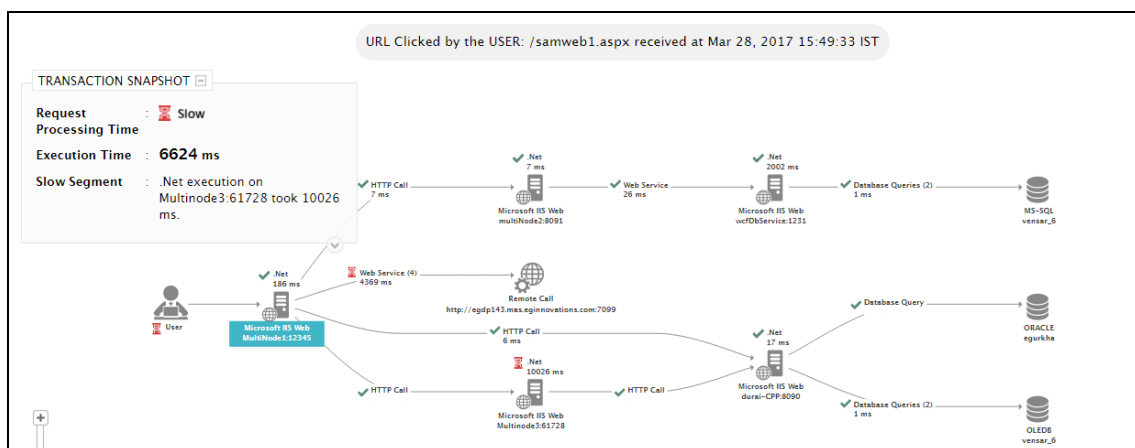 URL Clicked by the USER: /samweb1.aspx received at Mar 28, 2017 15:49:33 IST
TRANSACTION SNAPSHOT
Request Processing Time : Slow
Execution Time : 6624 ms
Slow Segment : .Net execution on
Multinode3:61728 took 10026
ms.
HTTP Call
7 ms
.Net
7 ms
Microsoft IIS Web
multiNode2:8091
Web Service
26 ms
.Net
2002 ms
Microsoft IIS Web
wcfDbService:1231
Database Queries (2)
1 ms
MS-SQL
vensar_6
User
.Net
186 ms
Microsoft IIS Web
MultiNode1:12345
Web Service (4)
4369 ms
Remote Call
http://egdp143.mas.eginnovations.com:7099
HTTP Call
6 ms
HTTP Call
.Net
10026 ms
Microsoft IIS Web
Multinode3:61728
HTTP Call
.Net
17 ms
Microsoft IIS Web
durai-CPP:8090
Database Query
ORACLE
egurkha
Database Queries (2)
1 ms
OLEDB
vensar_6